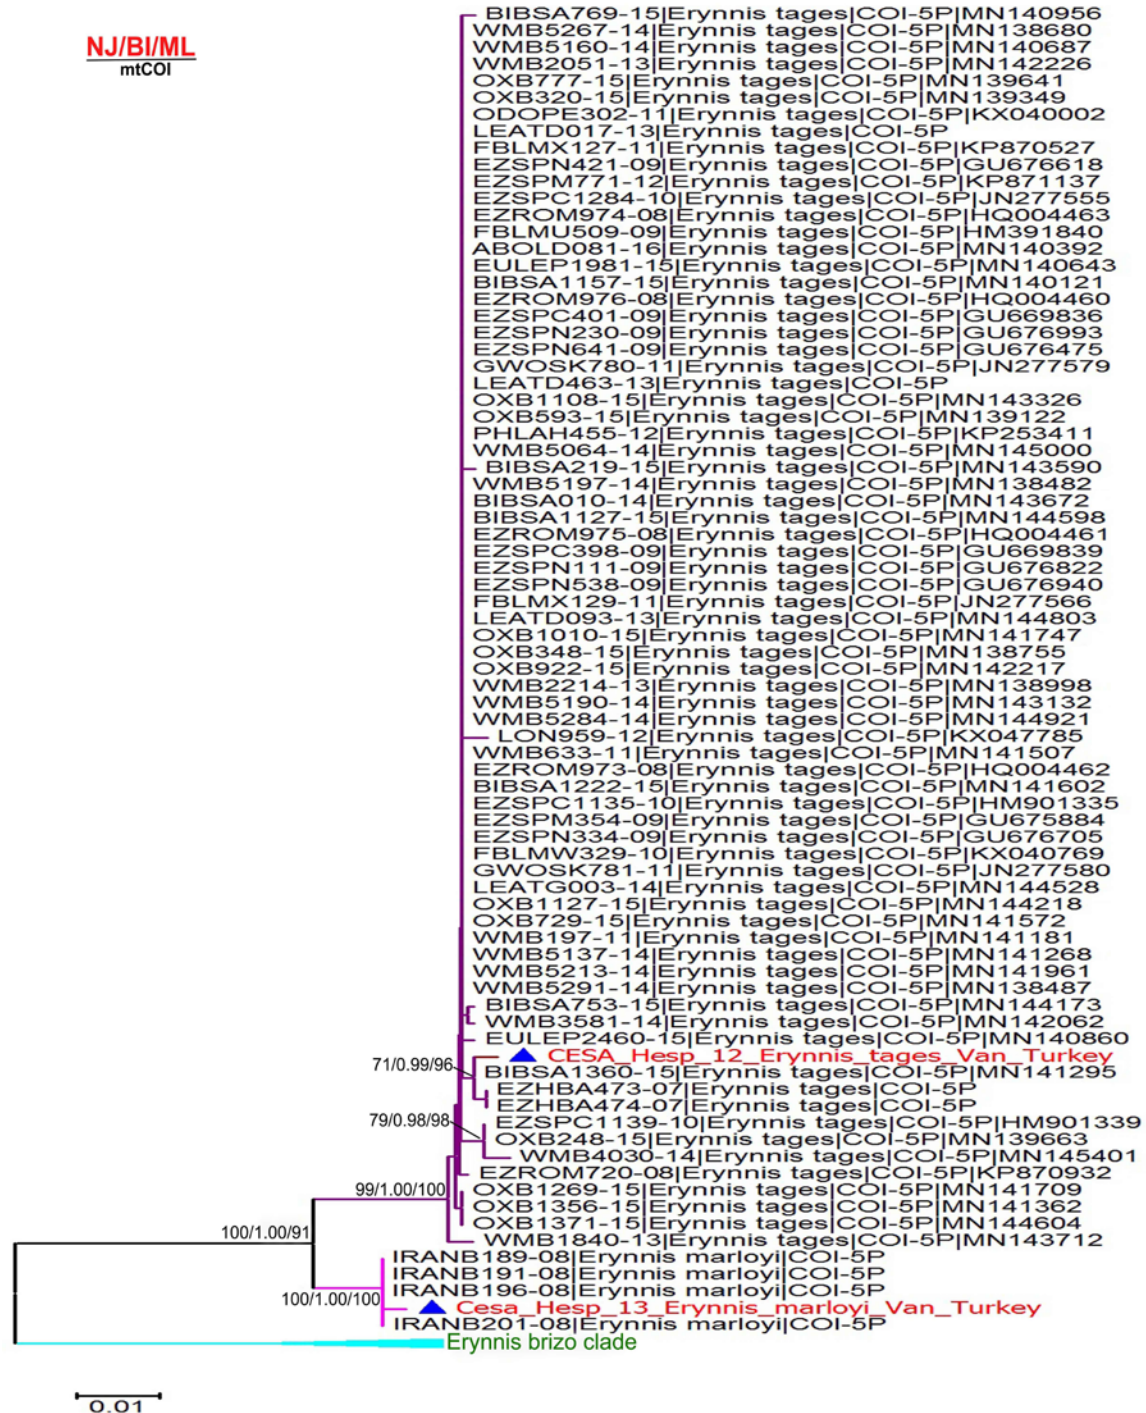 NJ/BI/ML
mtCOI
BIBSA769-15|Erynnis tages|COI-5P|MN140956
WMB5267-14|Erynnis tages|COI-5P|MN138680
WMB5160-14|Erynnis tages|COI-5P|MN140687
WMB2051-13|Erynnis tages|COI-5P|MN142226
OXB777-15|Erynnis tages|COI-5P|MN139641
OXB320-15|Erynnis tages|COI-5P|MN139349
ODOPE302-11|Erynnis tages|COI-5P|KX040002
LEATD017-13|Erynnis tages|COI-5P
FBLMX127-11|Erynnis tages|COI-5P|KP870527
EZSPN421-09|Erynnis tages|COI-5P|GU676618
EZSPM771-12|Erynnis tages|COI-5P|KP871137
EZSPC1284-10|Erynnis tages|COI-5P|JN277555
EZROM974-08|Erynnis tages|COI-5P|HQ004463
FBLMU509-09|Erynnis tages|COI-5P|HM391840
ABOLD081-16|Erynnis tages|COI-5P|MN140392
EULEP1981-15|Erynnis tages|COI-5P|MN140643
BIBSA1157-15|Erynnis tages|COI-5P|MN140121
EZROM976-08|Erynnis tages|COI-5P|HQ004460
EZSPC401-09|Erynnis tages|COI-5P|GU669836
EZSPN230-09|Erynnis tages|COI-5P|GU676993
EZSPN641-09|Erynnis tages|COI-5P|GU676475
GWOSK780-11|Erynnis tages|COI-5P|JN277579
LEATD463-13|Erynnis tages|COI-5P
OXB1108-15|Erynnis tages|COI-5P|MN143326
OXB593-15|Erynnis tages|COI-5P|MN139122
PHLAH455-12|Erynnis tages|COI-5P|KP253411
WMB5064-14|Erynnis tages|COI-5P|MN145000
BIBSA219-15|Erynnis tages|COI-5P|MN143590
WMB5197-14|Erynnis tages|COI-5P|MN138482
BIBSA010-14|Erynnis tages|COI-5P|MN143672
BIBSA1127-15|Erynnis tages|COI-5P|MN144598
EZROM975-08|Erynnis tages|COI-5P|HQ004461
EZSPC398-09|Erynnis tages|COI-5P|GU669839
EZSPN111-09|Erynnis tages|COI-5P|GU676822
EZSPN538-09|Erynnis tages|COI-5P|GU676940
FBLMX129-11|Erynnis tages|COI-5P|JN277566
LEATD093-13|Erynnis tages|COI-5P|MN144803
OXB1010-15|Erynnis tages|COI-5P|MN141747
OXB348-15|Erynnis tages|COI-5P|MN138755
OXB922-15|Erynnis tages|COI-5P|MN142217
WMB2214-13|Erynnis tages|COI-5P|MN138998
WMB5190-14|Erynnis tages|COI-5P|MN143132
WMB5284-14|Erynnis tages|COI-5P|MN144921
LON959-12|Erynnis tages|COI-5P|KX047785
WMB633-11|Erynnis tages|COI-5P|MN141507
EZROM973-08|Erynnis tages|COI-5P|HQ004462
BIBSA1222-15|Erynnis tages|COI-5P|MN141602
EZSPC1135-10|Erynnis tages|COI-5P|HM901335
EZSPM354-09|Erynnis tages|COI-5P|GU675884
EZSPN334-09|Erynnis tages|COI-5P|GU676705
FBLMW329-10|Erynnis tages|COI-5P|KX040769
GWOSK781-11|Erynnis tages|COI-5P|JN277580
LEATG003-14|Erynnis tages|COI-5P|MN144528
OXB1127-15|Erynnis tages|COI-5P|MN144218
OXB729-15|Erynnis tages|COI-5P|MN141572
WMB197-11|Erynnis tages|COI-5P|MN141181
WMB5137-14|Erynnis tages|COI-5P|MN141268
WMB5213-14|Erynnis tages|COI-5P|MN141961
WMB5291-14|Erynnis tages|COI-5P|MN138487
BIBSA753-15|Erynnis tages|COI-5P|MN144173
WMB3581-14|Erynnis tages|COI-5P|MN142062
EULEP2460-15|Erynnis tages|COI-5P|MN140860
CESA_Hesp_12_Erynnis_tages_Van_Turkey
71/0.99/96
BIBSA1360-15|Erynnis tages|COI-5P|MN141295
EZHBA473-07|Erynnis tages|COI-5P
EZHBA474-07|Erynnis tages|COI-5P
79/0.98/98
EZSPC1139-10|Erynnis tages|COI-5P|HM901339
OXB248-15|Erynnis tages|COI-5P|MN139663
WMB4030-14|Erynnis tages|COI-5P|MN145401
EZROM720-08|Erynnis tages|COI-5P|KP870932
99/1.00/100
OXB1269-15|Erynnis tages|COI-5P|MN141709
OXB1356-15|Erynnis tages|COI-5P|MN141362
OXB1371-15|Erynnis tages|COI-5P|MN144604
100/1.00/91
WMB1840-13|Erynnis tages|COI-5P|MN143712
IRANB189-08|Erynnis marloyi|COI-5P
IRANB191-08|Erynnis marloyi|COI-5P
IRANB196-08|Erynnis marloyi|COI-5P
100/1.00/100
Cesa_Hesp_13_Erynnis_marloyi_Van_Turkey
IRANB201-08|Erynnis marloyi|COI-5P
Erynnis brizo clade
0.01